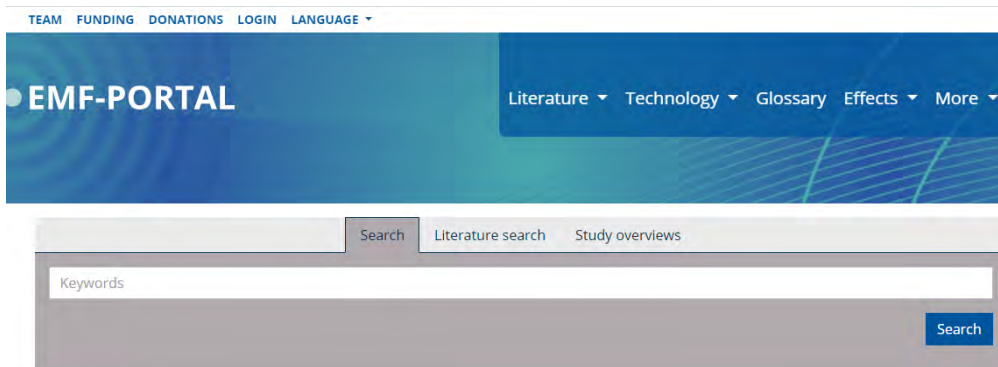 TEAM FUNDING DONATIONS LOGIN LANGUAGE
EMF-PORTAL
Literature Technology Glossary Effects More
Search Literature search Study overviews
Keywords
Search